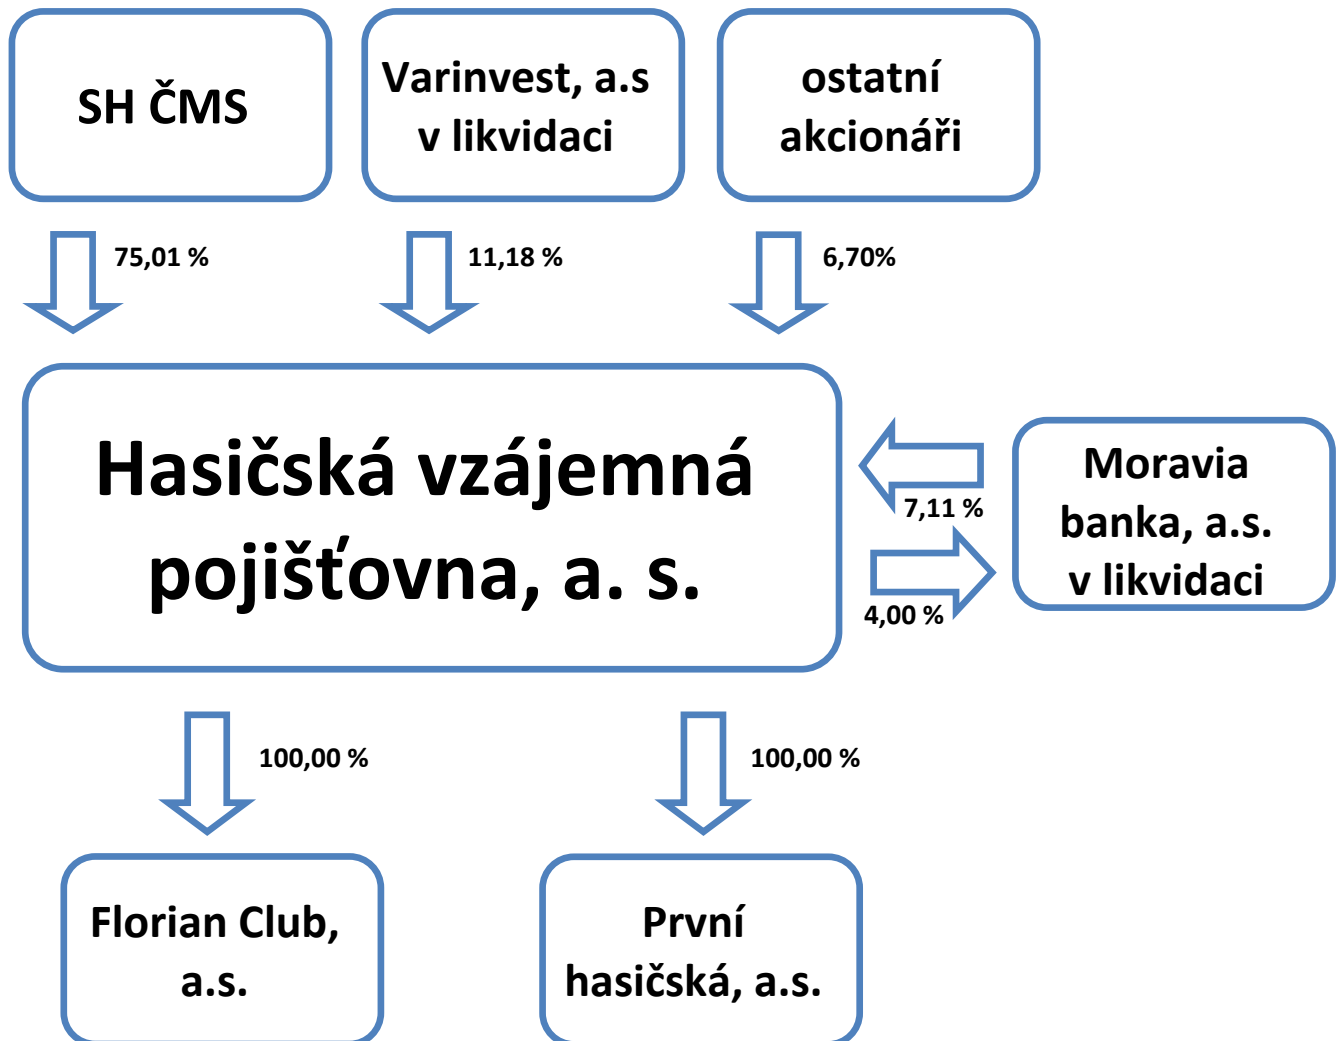 SH ČMS
Varinvest, a.s
v likvidaci
ostatní
akcionáři
75,01 %
11,18 %
6,70%
Hasičská vzájemná
pojišťovna, a. s.
7,11 %
4,00 %
Moravia
banka, a.s.
v likvidaci
100,00 %
100,00 %
Florian Club,
a.s.
První
hasičská, a.s.